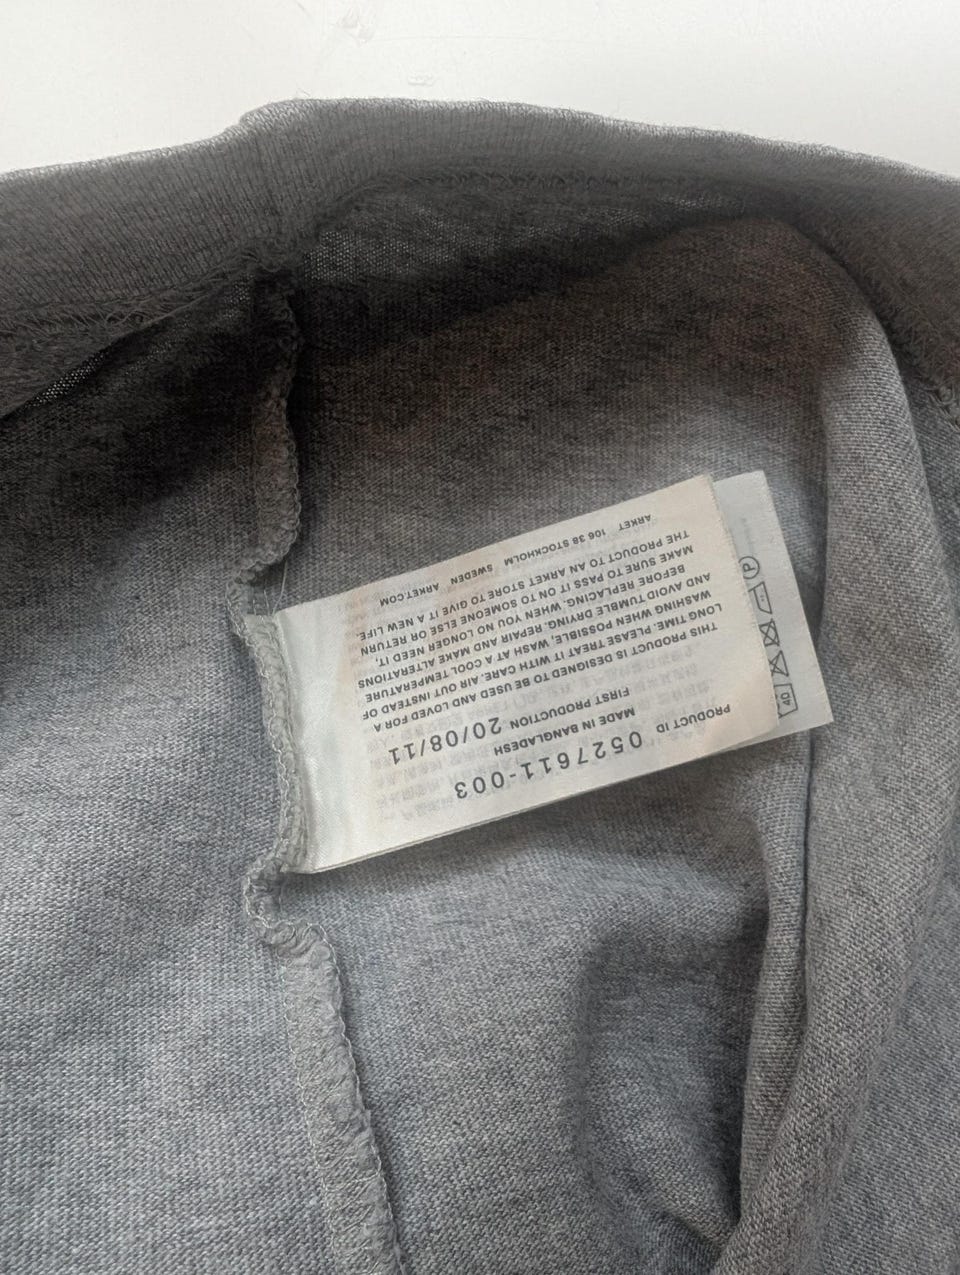 PRODUCT ID 0527611-003
MADE IN BANGLADESH
FIRST PRODUCTION 20/08/11
THIS PRODUCT IS DESIGNED TO BE USED AND LOVED FOR A
LONG TIME. PLEASE TREAT IT WITH CARE. AIR OUT INSTEAD OF
WASHING WHEN POSSIBLE, WASH AT A COOL TEMPERATURE
AND AVOID TUMBLE DRYING. REPAIR AND MAKE ALTERATIONS
BEFORE REPLACING. WHEN YOU NO LONGER NEED IT,
MAKE SURE TO PASS IT ON TO SOMEONE ELSE OR RETURN
THE PRODUCT TO AN ARKET STORE TO GIVE IT A NEW LIFE.
ARKET 106 38 STOCKHOLM SWEDEN ARKET.COM
40
P